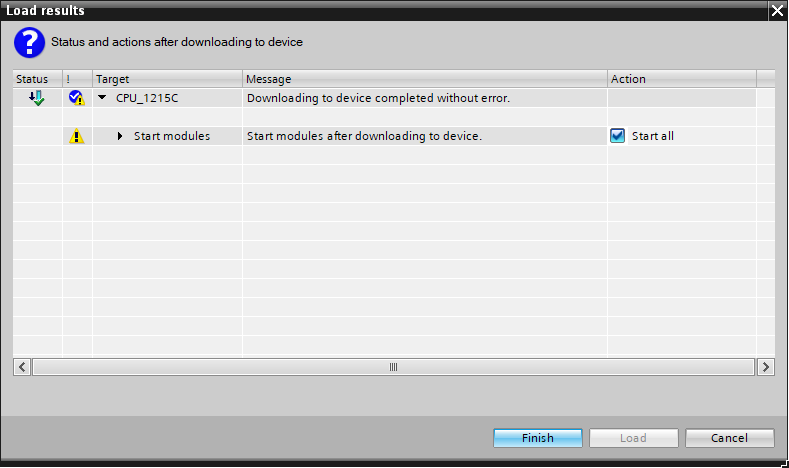 Load results
Status and actions after downloading to device
Status ! Target Message Action
CPU_1215C Downloading to device completed without error.
Start modules Start modules after downloading to device. Start all
Finish Load Cancel